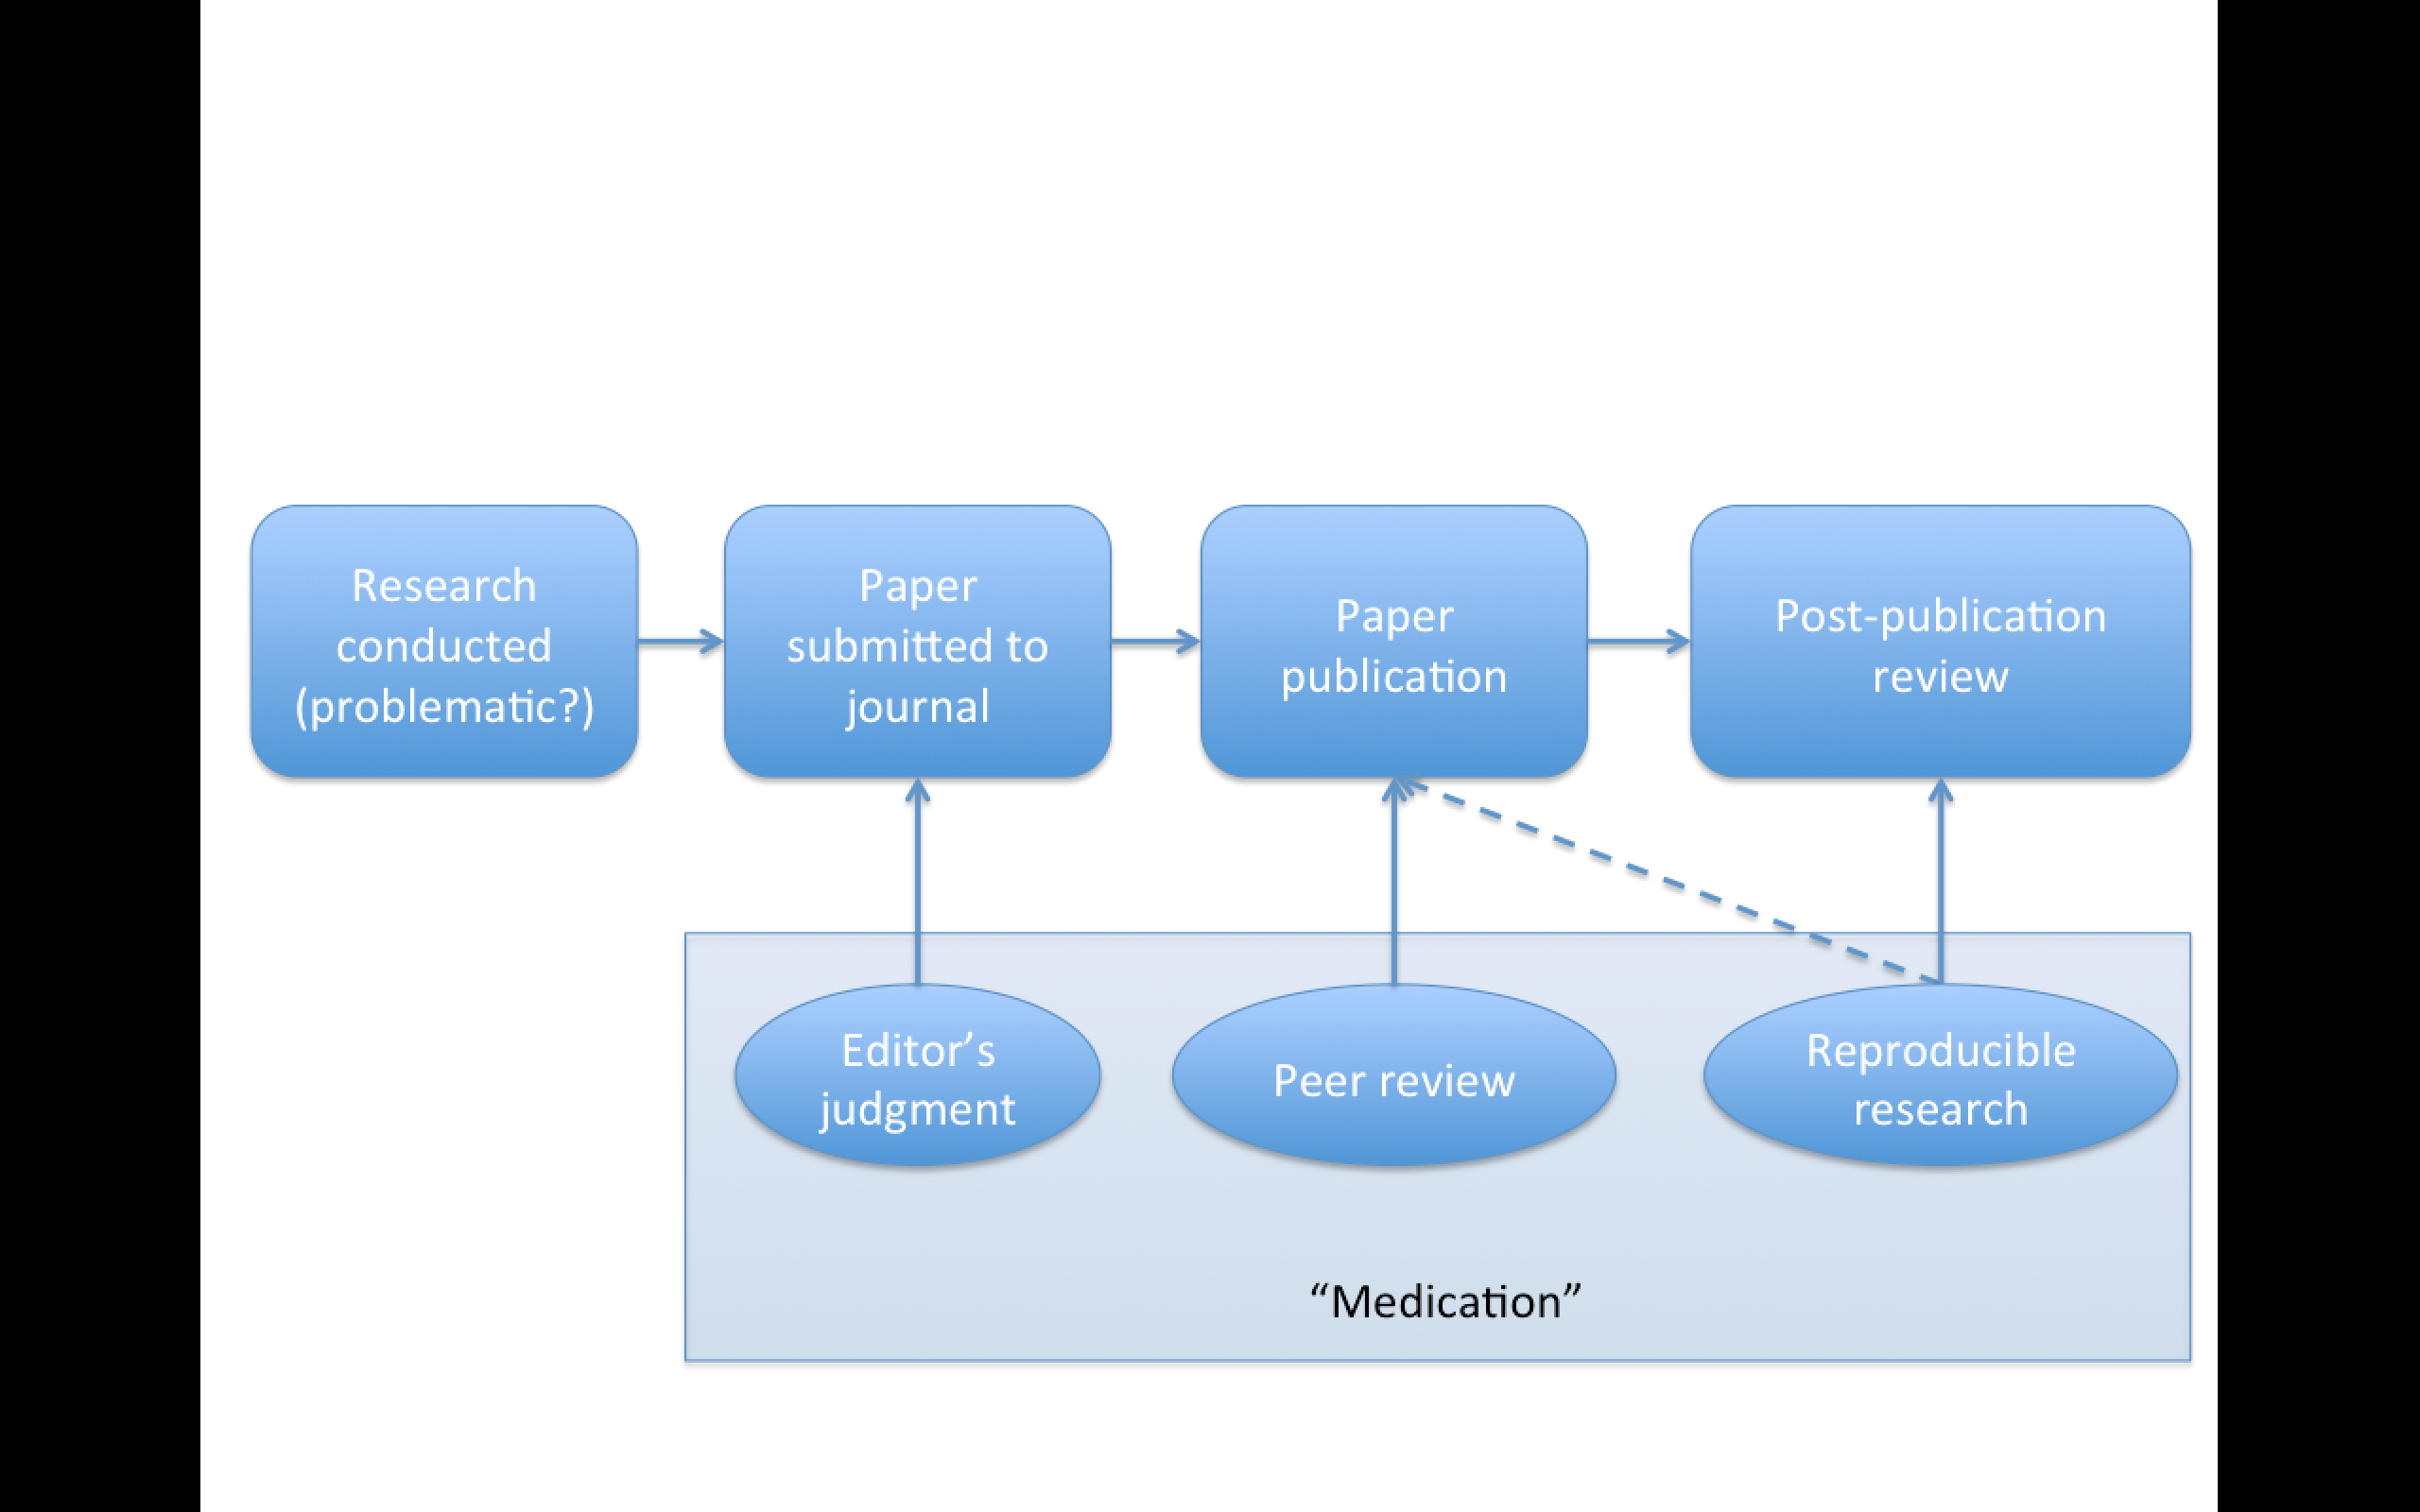 Research
conducted
(problematic?)
Paper
submitted to
journal
Paper
publication
Post-publication
review
Editor’s
judgment
Peer review
Reproducible
research
“Medication”